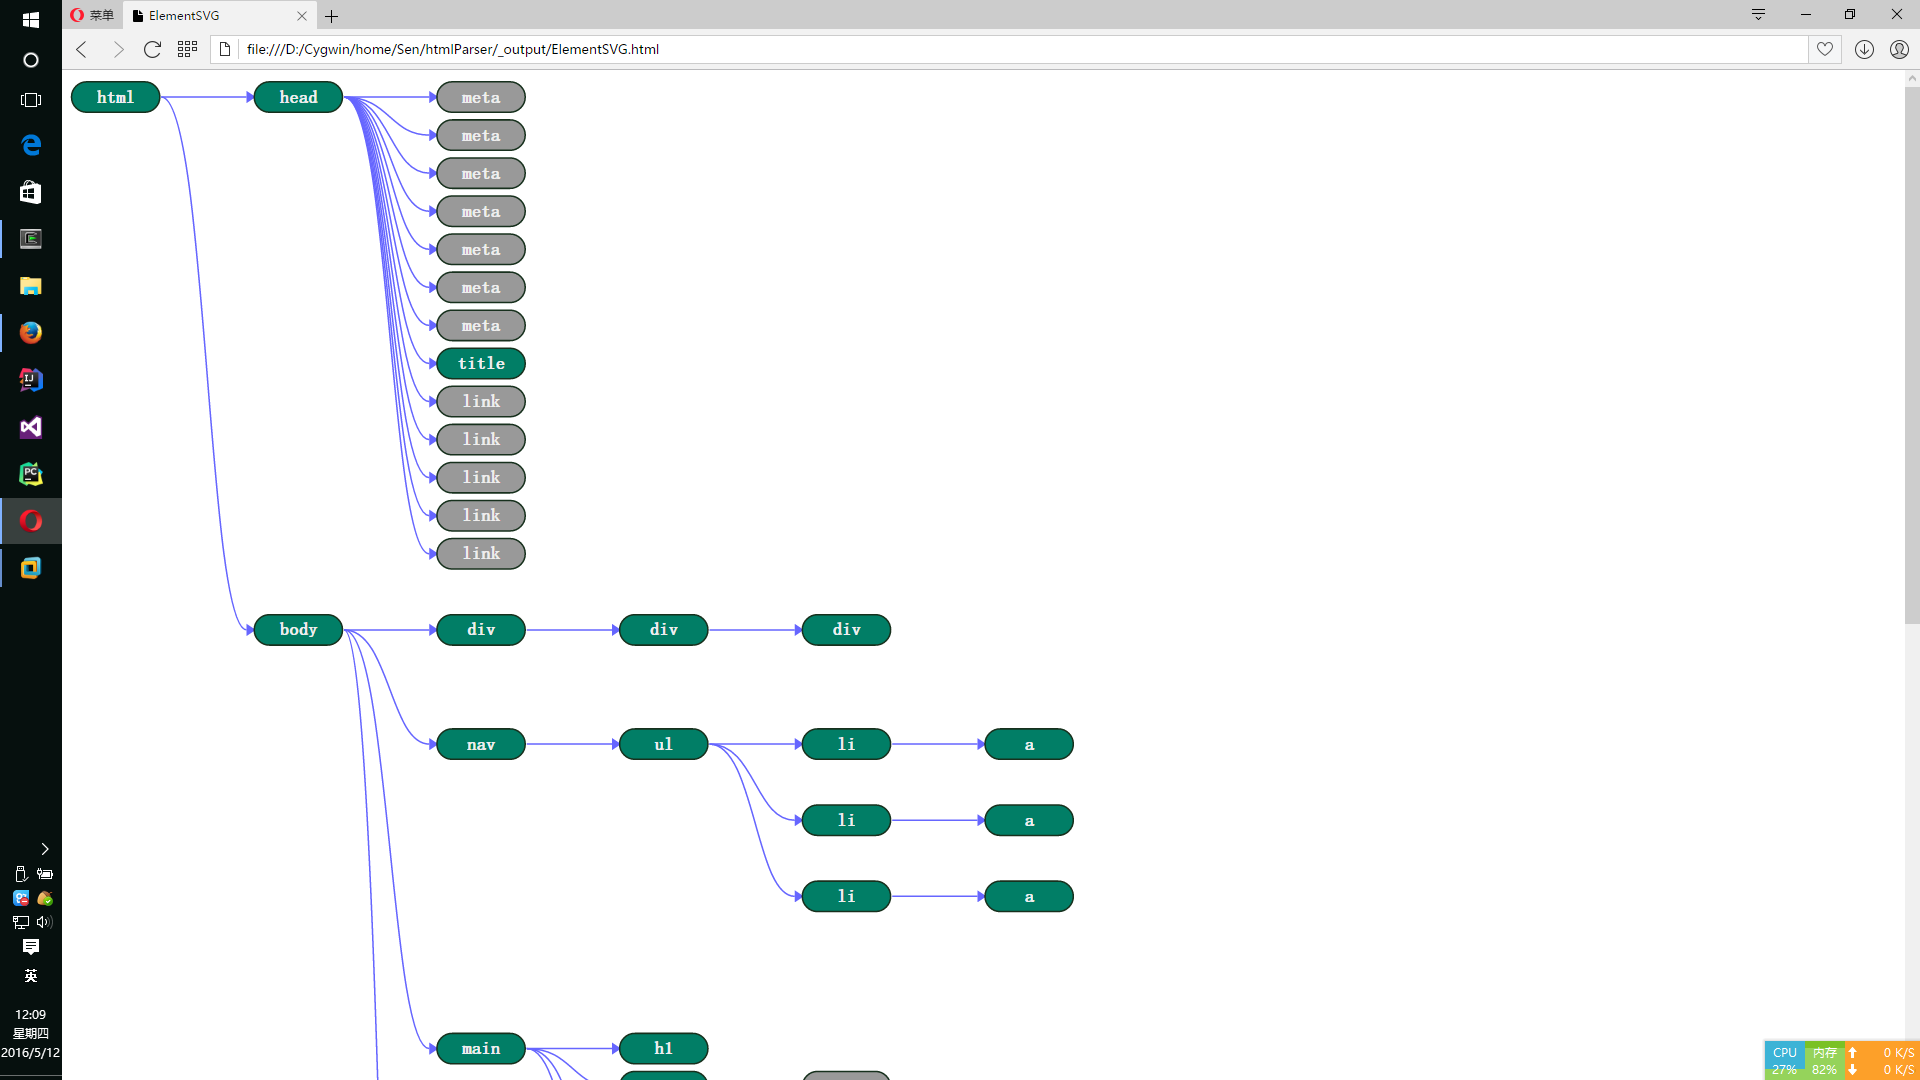 菜单
ElementSVG
file:///D:/Cygwin/home/Sen/htmlParser/_output/ElementSVG.html
html head meta
meta
meta
meta
meta
meta
meta
title
link
link
link
link
link
body div div div
nav ul li a
li a
li a
main h1
IJ
PC
英
12:09
星期四
2016/5/12
CPU 内存 0 K/S
27% 82% 0 K/S